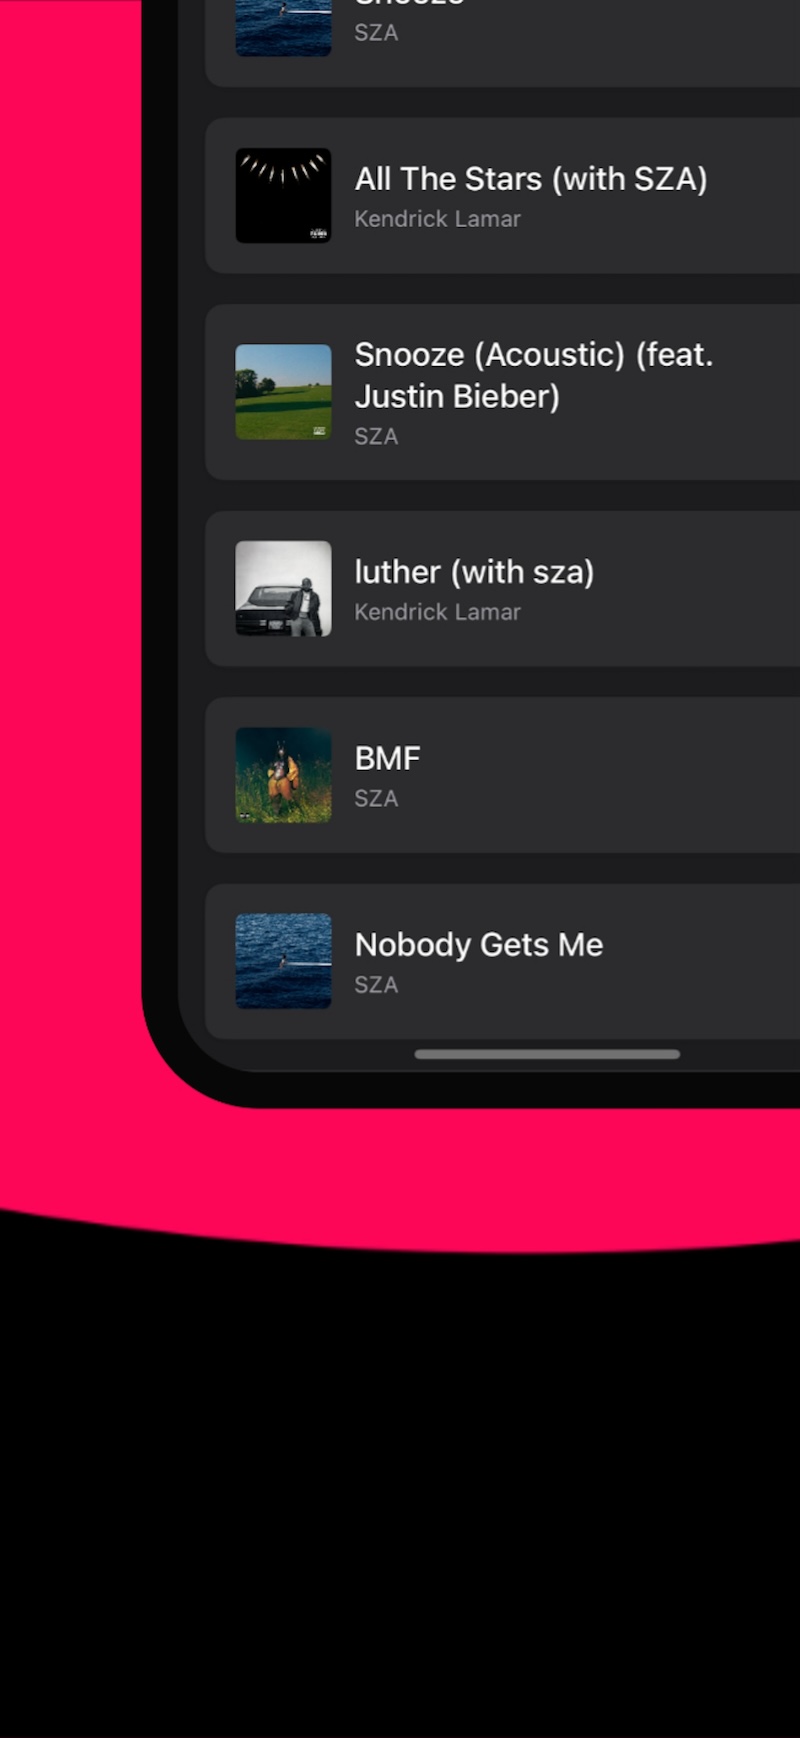 Snooze
SZA
All The Stars (with SZA)
Kendrick Lamar
Snooze (Acoustic) (feat.
Justin Bieber)
SZA
luther (with sza)
Kendrick Lamar
BMF
SZA
Nobody Gets Me
SZA